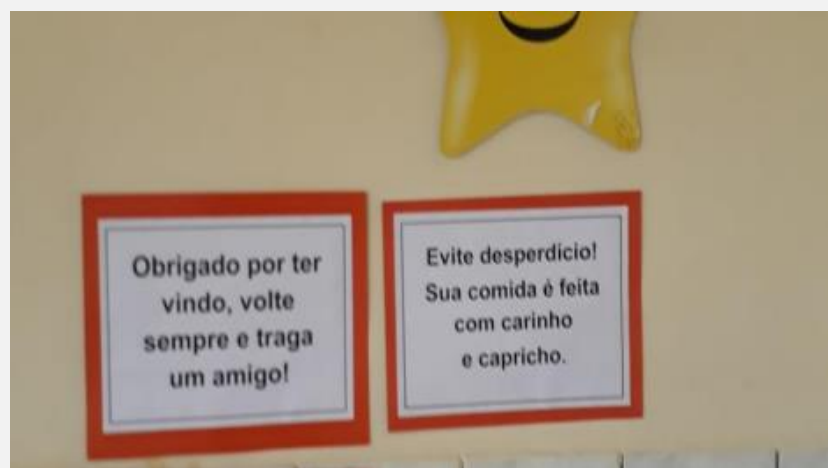 Obrigado por ter
vindo, volte
sempre e traga
um amigo!
Evite desperdício!
Sua comida é feita
com carinho
e capricho.